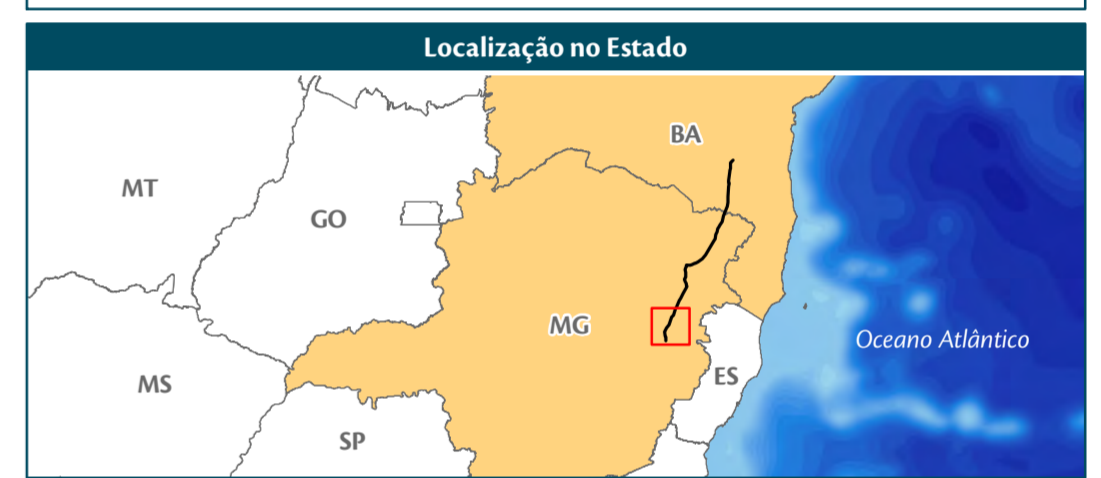 Localização no Estado
BA
MT
GO
MG
Oceano Atlântico
ES
MS
SP